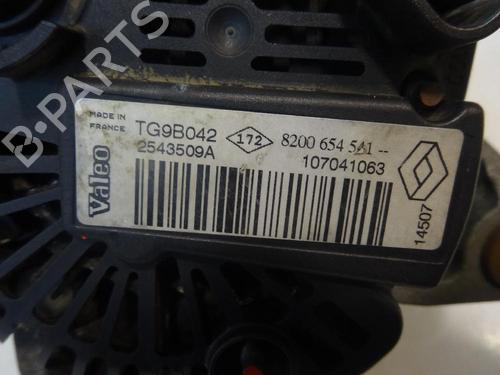 B-PARTS
MADE IN
FRANCE
TG9B042
172
8200 654 541 --
2543509A
107041063
Valeo
14507